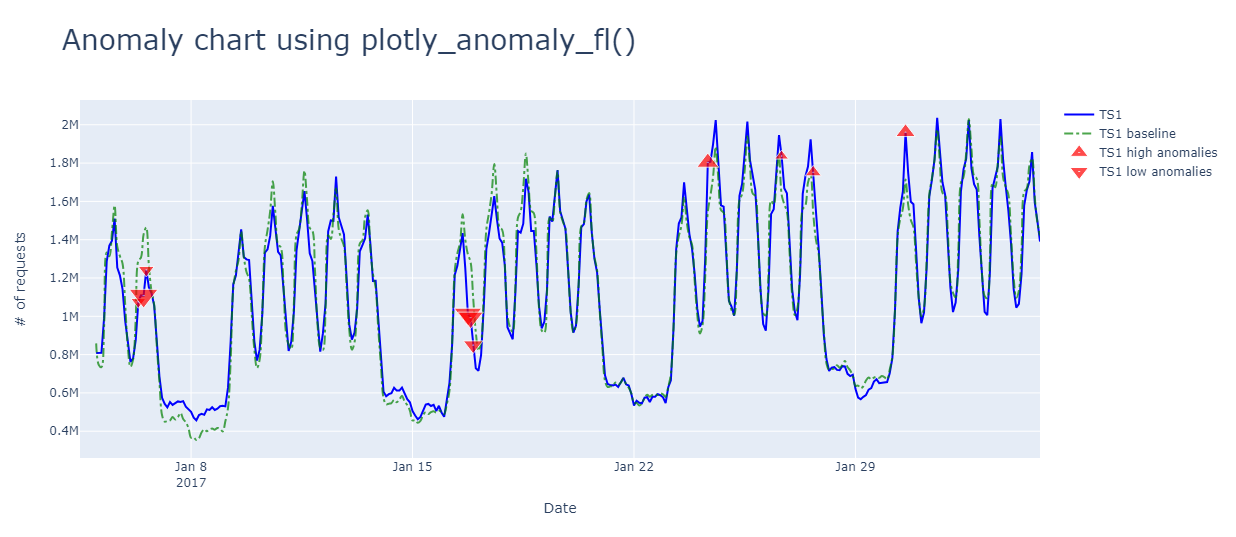 Anomaly chart using plotly_anomaly_fl()
2M
1.8M
1.6M
1.4M
1.2M
1M
0.8M
0.6M
0.4M
# of requests
Jan 8
2017
Jan 15
Jan 22
Jan 29
Date
TS1
TS1 baseline
TS1 high anomalies
TS1 low anomalies